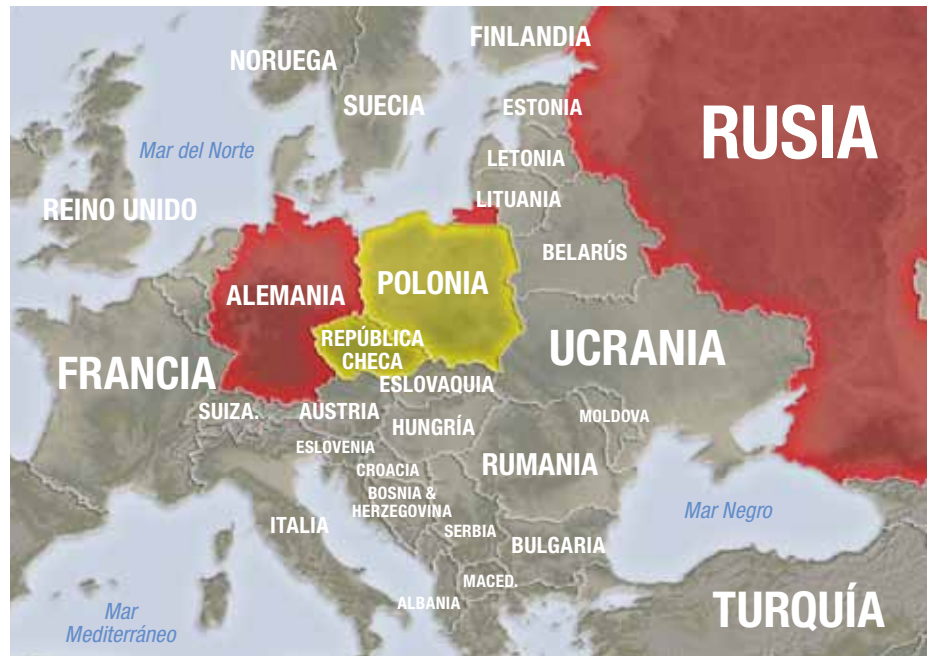 FINLANDIA
NORUEGA
SUECIA
ESTONIA
RUSIA
Mar del Norte
LETONIA
LITUANIA
REINO UNIDO
BELARÚS
POLONIA
ALEMANIA
REPÚBLICA
CHECA
UCRANIA
FRANCIA
ESLOVAQUIA
SUIZA.
AUSTRIA
MOLDOVA
HUNGRÍA
ESLOVENIA
RUMANIA
CROACIA
BOSNIA &
HERZEGOVINA
Mar Negro
ITALIA
SERBIA
BULGARIA
MACED.
ALBANIA
TURQUÍA
Mar
Mediterráneo